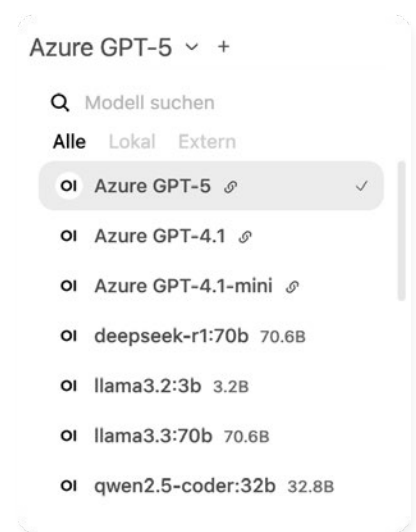 Azure GPT-5 +
Modell suchen
Alle Lokal Extern
OI Azure GPT-5
OI Azure GPT-4.1
OI Azure GPT-4.1-mini
OI deepseek-r1:70b 70.6B
OI llama3.2:3b 3.2B
OI llama3.3:70b 70.6B
OI qwen2.5-coder:32b 32.8B